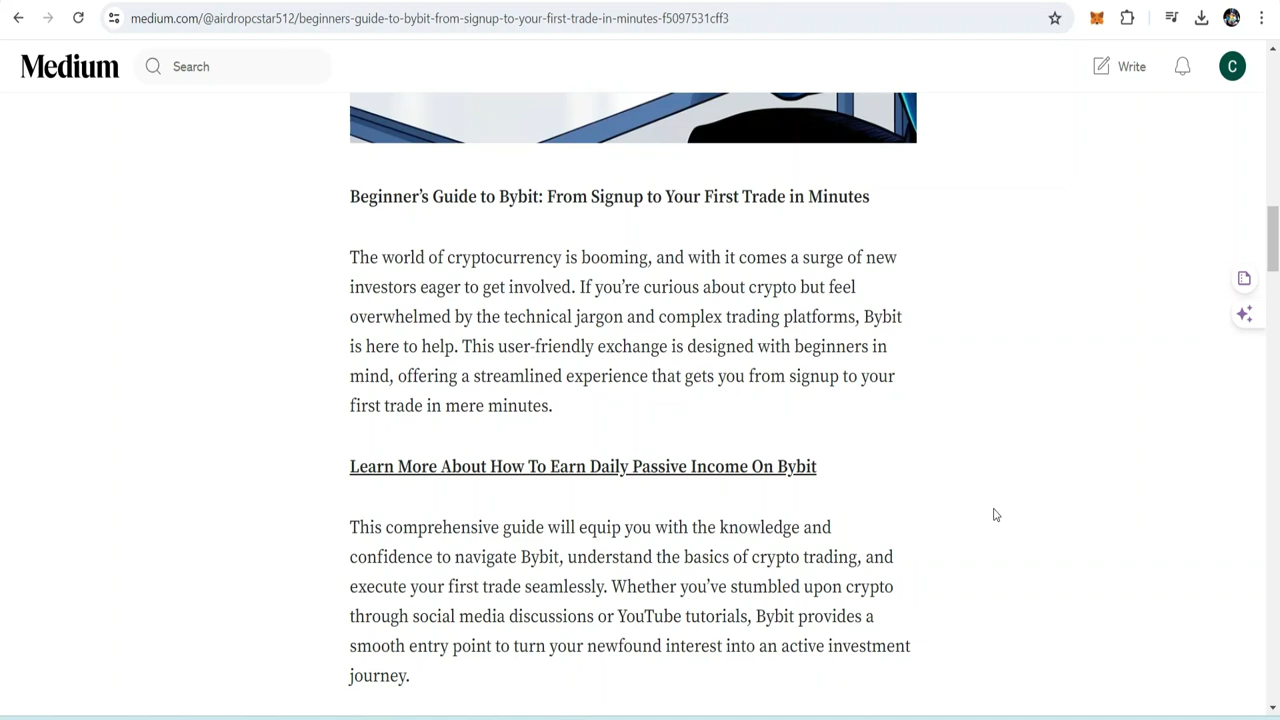 medium.com/@airdropcstar512/beginners-guide-to-bybit-from-signup-to-your-first-trade-in-minutes-f5097531cff3
Medium
Search
Write
C
Beginner’s Guide to Bybit: From Signup to Your First Trade in Minutes
The world of cryptocurrency is booming, and with it comes a surge of new
investors eager to get involved. If you’re curious about crypto but feel
overwhelmed by the technical jargon and complex trading platforms, Bybit
is here to help. This user-friendly exchange is designed with beginners in
mind, offering a streamlined experience that gets you from signup to your
first trade in mere minutes.
Learn More About How To Earn Daily Passive Income On Bybit
This comprehensive guide will equip you with the knowledge and
confidence to navigate Bybit, understand the basics of crypto trading, and
execute your first trade seamlessly. Whether you’ve stumbled upon crypto
through social media discussions or YouTube tutorials, Bybit provides a
smooth entry point to turn your newfound interest into an active investment
journey.